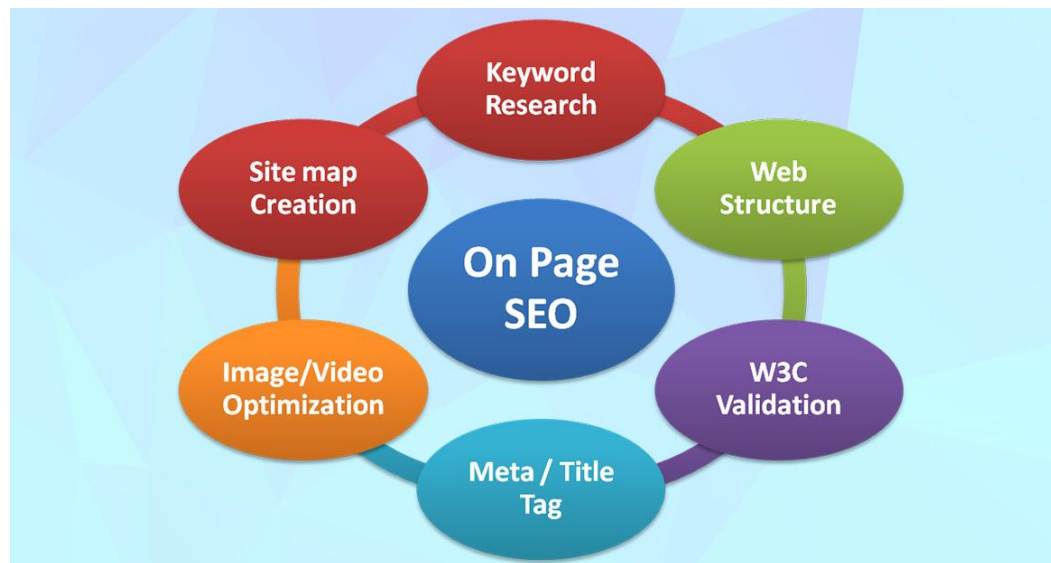 Keyword
Research
Site map
Creation
Web
Structure
On Page
SEO
Image/Video
Optimization
W3C
Validation
Meta / Title
Tag